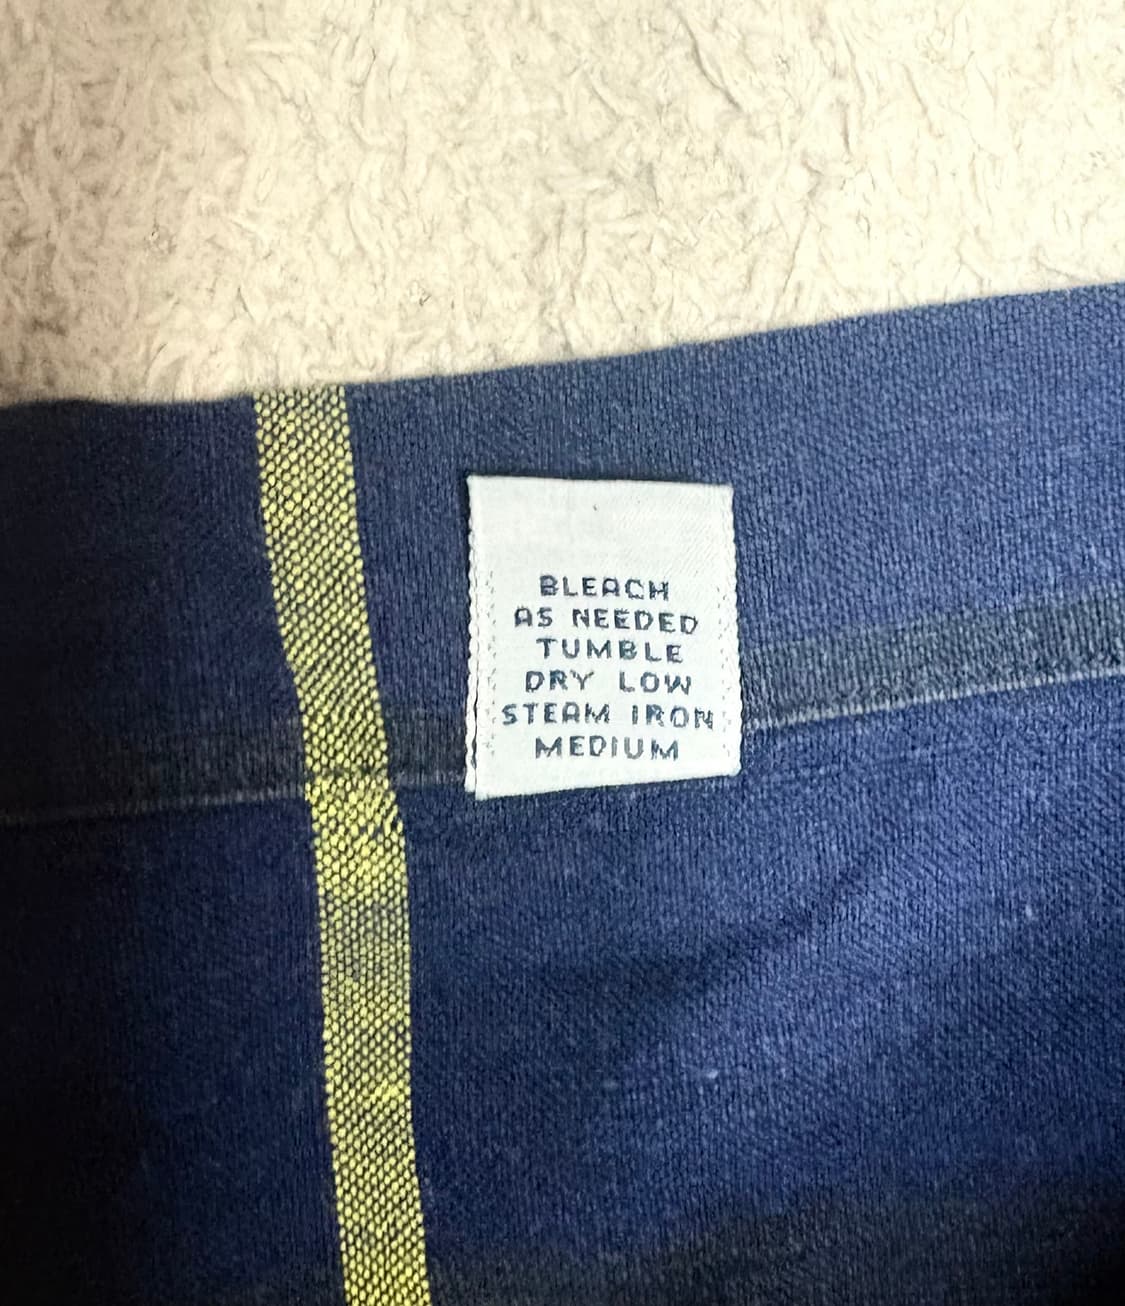 BLEACH
AS NEEDED
TUMBLE
DRY LOW
STEAM IRON
MEDIUM